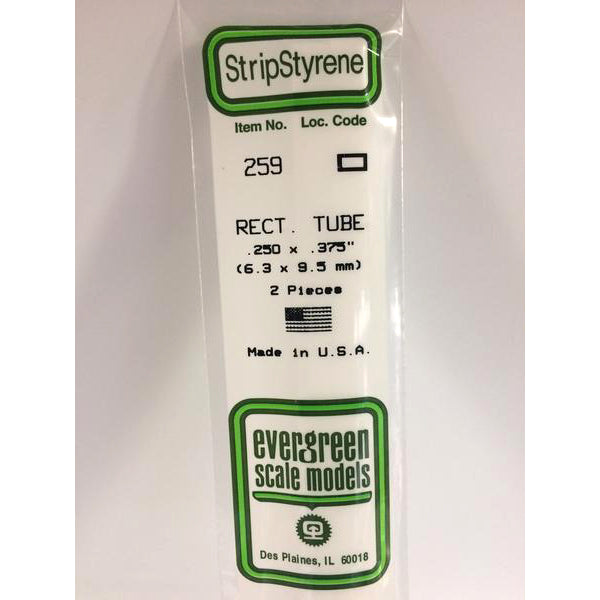 StripStyrene
Item No. Loc. Code
259
RECT. TUBE
.250 x .375"
(6.3 x 9.5 mm)
2 Pieces
Made in U.S.A.
evergreen
scale models
Des Plaines, IL 60018